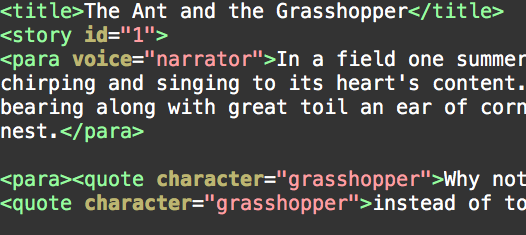 <title>The Ant and the Grasshopper</title>
<story id="1">
<para voice="narrator">In a field one summer
chirping and singing to its heart's content.
bearing along with great toil an ear of corn
nest.</para>
<para><quote character="grasshopper">Why not
<quote character="grasshopper">instead of to